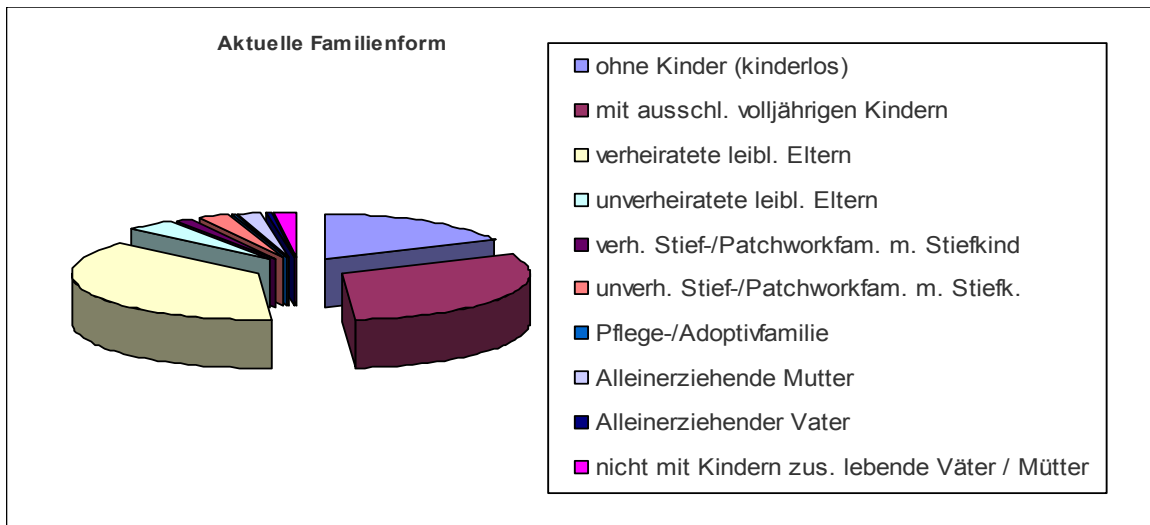 Aktuelle Familienform
ohne Kinder (kinderlos)
mit ausschl. volljährigen Kindern
verheiratete leibl. Eltern
unverheiratete leibl. Eltern
verh. Stief-/Patchworkfam. m. Stiefkind
unverh. Stief-/Patchworkfam. m. Stiefk.
Pflege-/Adoptivfamilie
Alleinerziehende Mutter
Alleinerziehender Vater
nicht mit Kindern zus. lebende Väter / Mütter